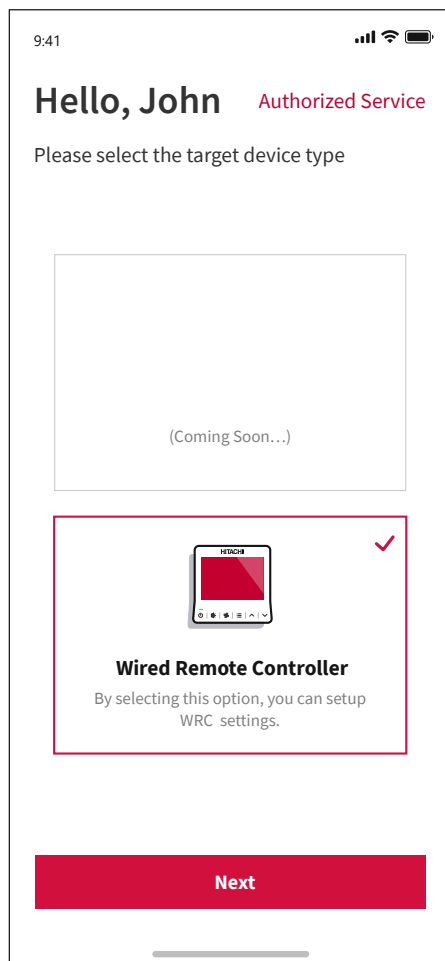 9:41
Hello, John
Authorized Service
Please select the target device type
(Coming Soon...)
HITACHI
Wired Remote Controller
By selecting this option, you can setup
WRC settings.
Next